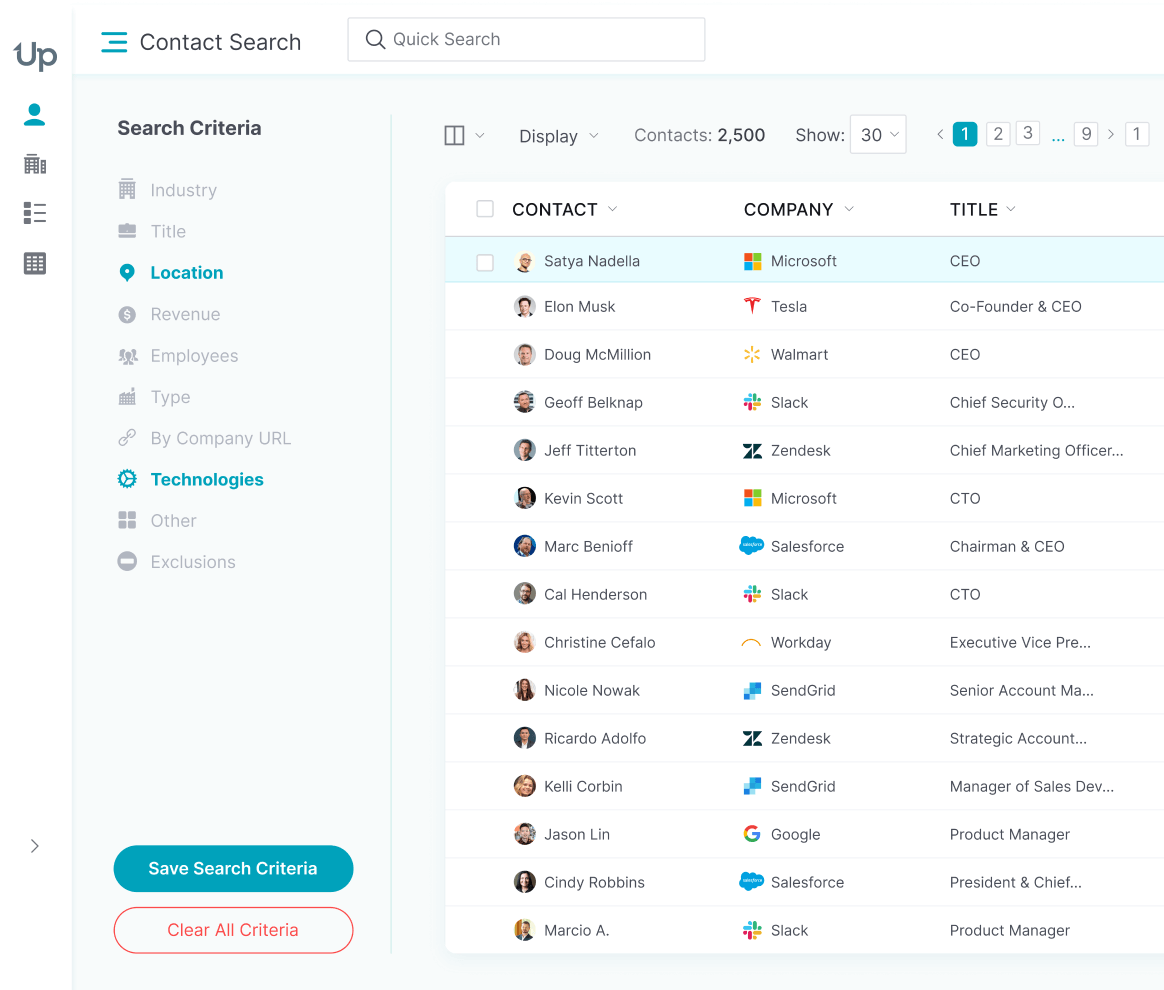 Up
Contact Search
Quick Search
Search Criteria
Industry
Title
Location
Revenue
Employees
Type
By Company URL
Technologies
Other
Exclusions
Save Search Criteria
Clear All Criteria
Display Contacts: 2,500 Show: 30 1 2 3 ... 9 1
CONTACT COMPANY TITLE
Satya Nadella Microsoft CEO
Elon Musk Tesla Co-Founder & CEO
Doug McMillion Walmart CEO
Geoff Belknap Slack Chief Security O...
Jeff Titterton Zendesk Chief Marketing Officer...
Kevin Scott Microsoft CTO
Marc Benioff Salesforce Chairman & CEO
Cal Henderson Slack CTO
Christine Cefalo Workday Executive Vice Pre...
Nicole Nowak SendGrid Senior Account Ma...
Ricardo Adolfo Zendesk Strategic Account...
Kelli Corbin SendGrid Manager of Sales Dev...
Jason Lin Google Product Manager
Cindy Robbins Salesforce President & Chief...
Marcio A. Slack Product Manager